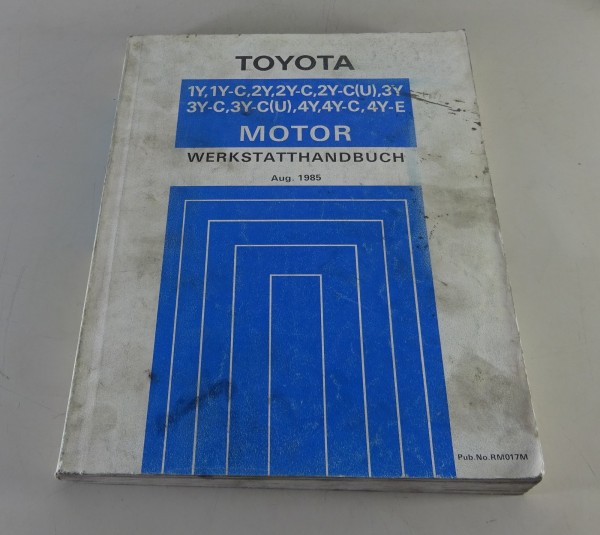 TOYOTA
1Y,1Y-C,2Y,2Y-C,2Y-C(U),3Y
3Y-C,3Y-C(U),4Y,4Y-C,4Y-E
MOTOR
WERKSTATTHANDBUCH
Aug. 1985
Pub.No.RM017M